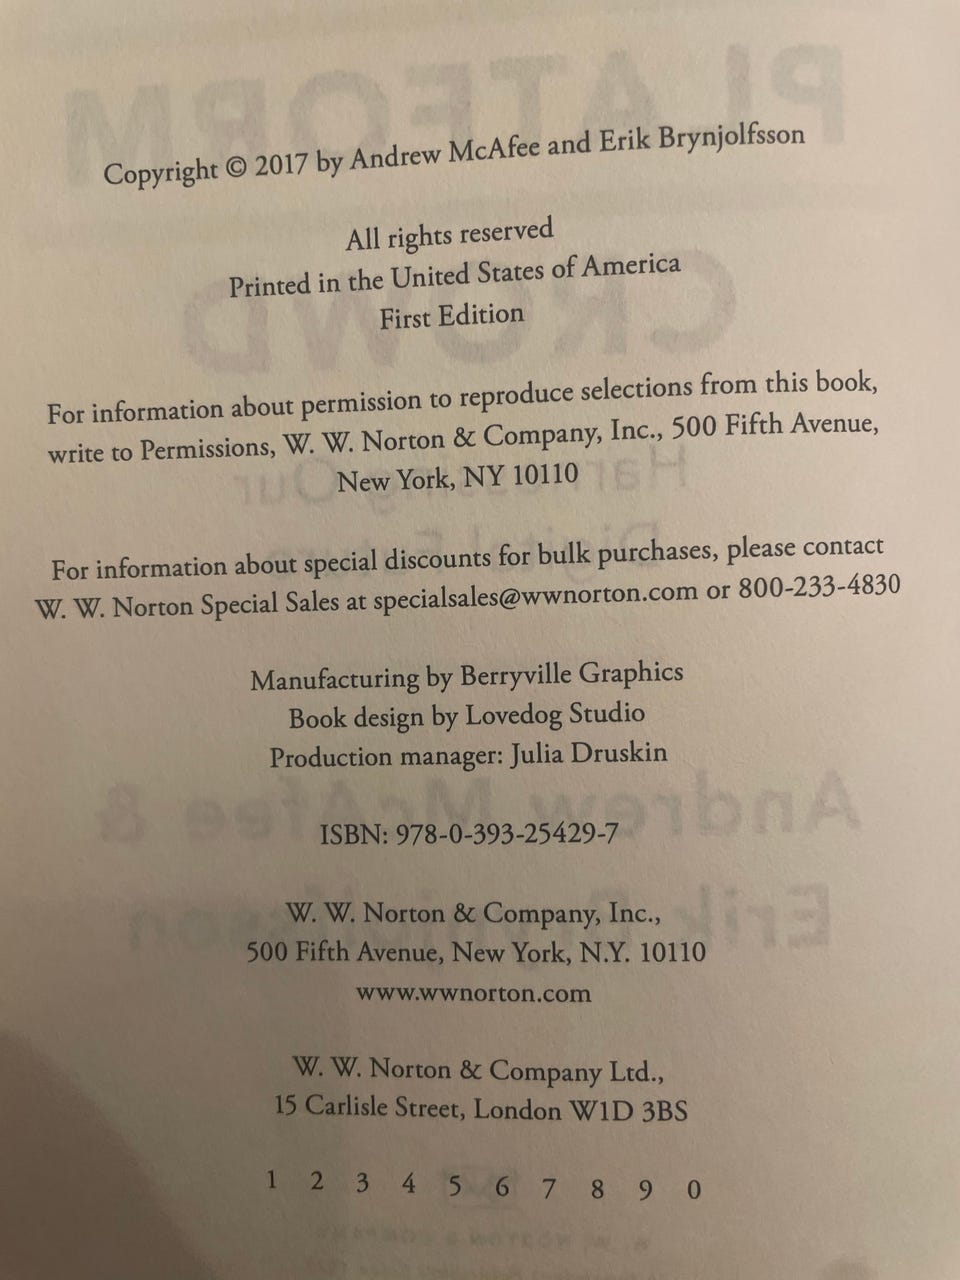 Copyright © 2017 by Andrew McAfee and Erik Brynjolfsson
All rights reserved
Printed in the United States of America
First Edition
For information about permission to reproduce selections from this book,
write to Permissions, W. W. Norton & Company, Inc., 500 Fifth Avenue,
New York, NY 10110
For information about special discounts for bulk purchases, please contact
W. W. Norton Special Sales at specialsales@wwnorton.com or 800-233-4830
Manufacturing by Berryville Graphics
Book design by Lovedog Studio
Production manager: Julia Druskin
ISBN: 978-0-393-25429-7
W. W. Norton & Company, Inc.,
500 Fifth Avenue, New York, N.Y. 10110
www.wwnorton.com
W. W. Norton & Company Ltd.,
15 Carlisle Street, London W1D 3BS
1 2 3 4 5 6 7 8 9 0